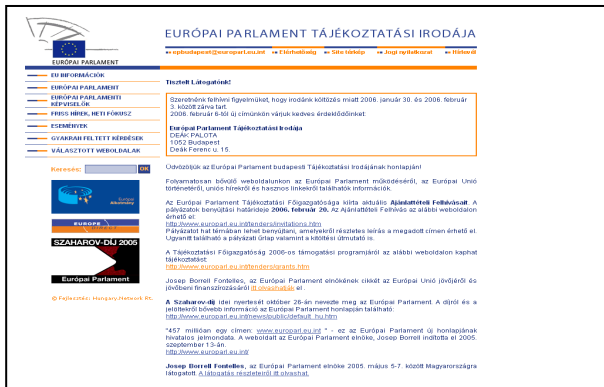 EURÓPAI PARLAMENT TÁJÉKOZTATÁSI IRODÁJA
epbudapest@europarl.eu.int
Elérhetőség
Site térkép
Jogi nyilatkozat
Hírlevél
EURÓPAI PARLAMENT
EU INFORMÁCIÓK
EURÓPAI PARLAMENT
EURÓPAI PARLAMENTI
KÉPVISELŐK
FRISS HÍREK, HETI FÓKUSZ
ESEMÉNYEK
GYAKRAN FELTETT KÉRDÉSEK
VÁLASZTOTT WEBOLDALAK
Keresés:
OK
Európai
Alkotmány
EUROPE
DIRECT
SZAHAROV-DÍJ 2005
Európai Parlament
© Fejlesztés: Hungary.Network Rt.
Tisztelt Látogatónk!
Szeretnénk felhívni figyelmüket, hogy irodánk költözés miatt 2006. január 30. és 2006. február
3. között zárva tart.
2006. február 6-tól új címünkön várjuk kedves érdeklődőinket:
Európai Parlament Tájékoztatási Irodája
DEÁK PALOTA
1052 Budapest
Deák Ferenc u. 15.
Üdvözöljük az Európai Parlament budapesti Tájékoztatási Irodájának honlapján!
Folyamatosan bővülő weboldalunkon az Európai Parlament működéséről, az Európai Unió
történetéről, uniós hírekről és hasznos linkekről találhatók információk.
Az Európai Parlament Tájékoztatási Főigazgatósága kiírta aktuális Ajánlattételi Felhívásait. A
pályázatok benyújtási határideje 2006. február 20. Az Ajánlattételi Felhívás az alábbi weboldalon
érhető el:
http://www.europarl.eu.int/tenders/invitations.htm
Pályázatot hat témában lehet benyújtani, amelyekről részletes leírás a megadott címen érhető el.
Ugyanitt található a pályázati űrlap valamint a kitöltési útmutató is.
A Tájékoztatási Főigazgatóság 2006-os támogatási programjáról az alábbi weboldalon kaphat
tájékoztatást:
http://www.europarl.eu.int/tenders/grants.htm
Josep Borrell Fontelles, az Európai Parlament elnökének cikkét az Európai Unió jövőjéről és
jövőbeni finanszírozásáról itt olvashatják el .
A Szaharov-díj idei nyertesét október 26-án nevezte meg az Európai Parlament. A díjról és a
jelöltekről bővebb információ az Európai Parlament honlapján található:
http://www.europarl.eu.int/news/public/default_hu.htm
"457 millióan egy címen: www.europarl.eu.int " - ez az Európai Parlament új honlapjának
hivatalos jelmondata. A weboldalt az Európai Parlament elnöke, Josep Borrell indította el 2005.
szeptember 13-án.
http://www.europarl.eu.int/
Josep Borrell Fontelles, az Európai Parlament elnöke 2005. május 5-7. között Magyarországra
látogatott. A látogatás részleteiről itt olvashat.